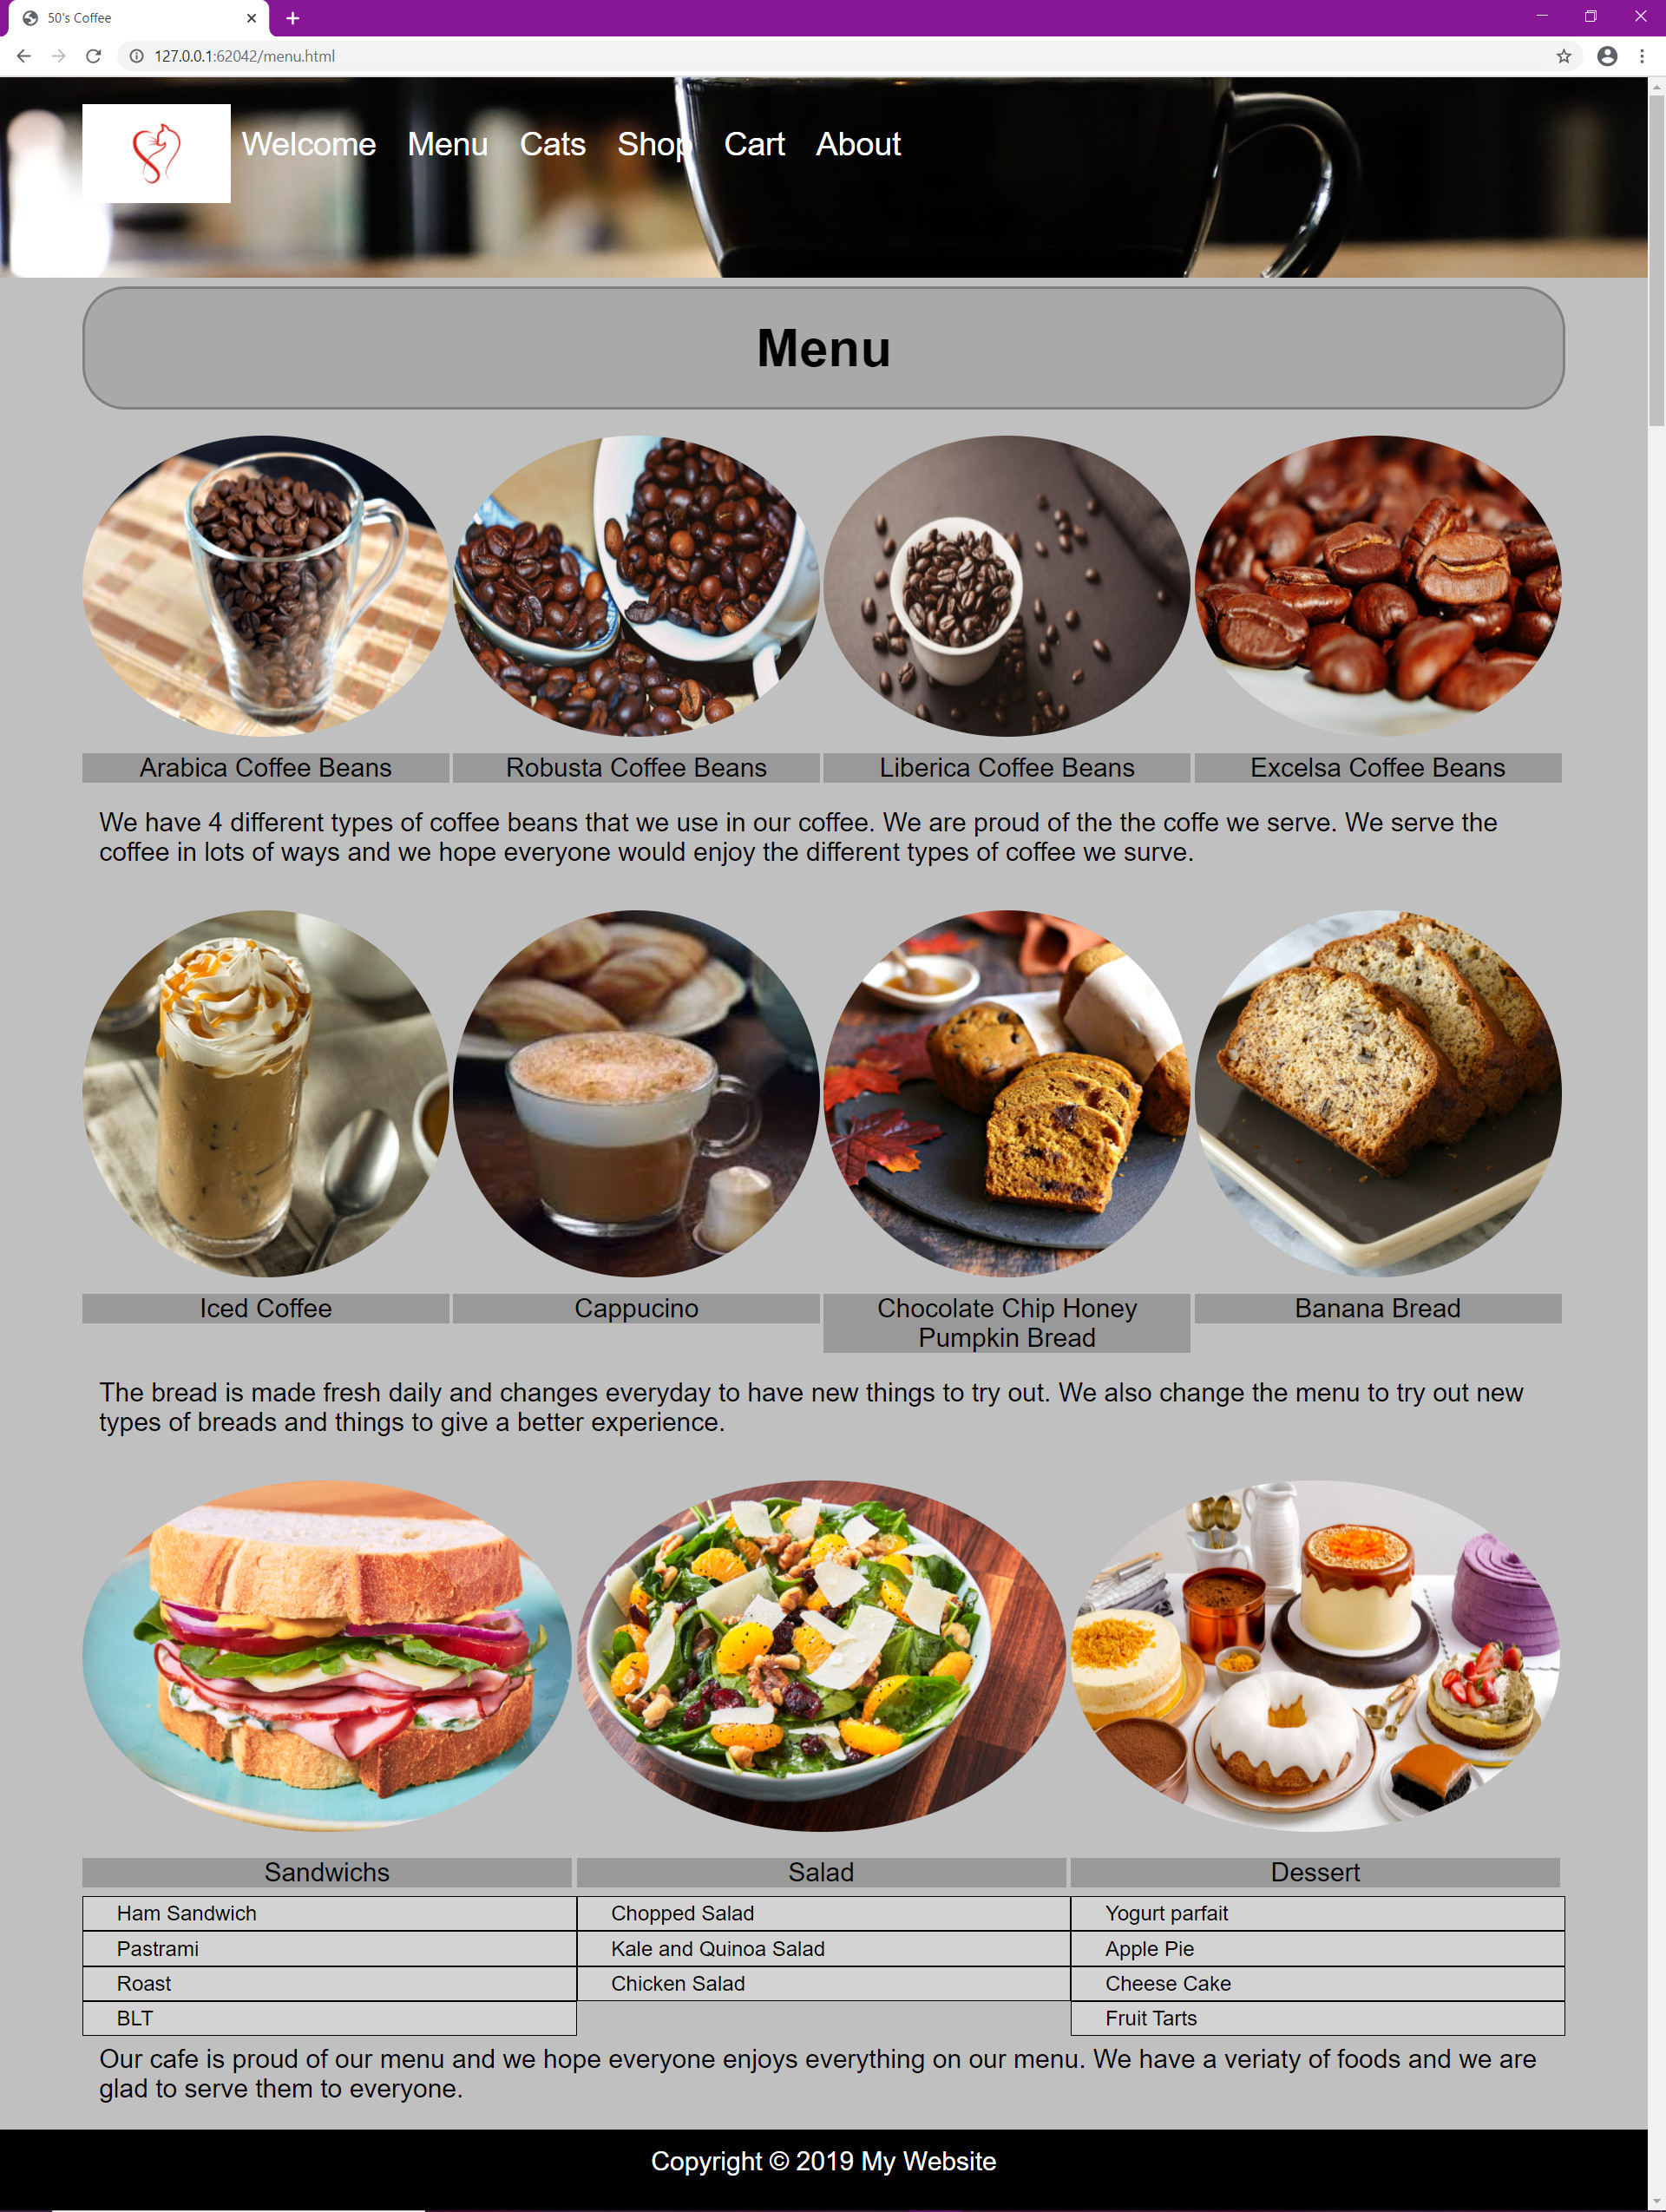 50's Coffee
127.0.0.1:62042/menu.html
Welcome Menu Cats Shop Cart About
Menu
Arabica Coffee Beans
Robusta Coffee Beans
Liberica Coffee Beans
Excelsa Coffee Beans
We have 4 different types of coffee beans that we use in our coffee. We are proud of the the coffe we serve. We serve the
coffee in lots of ways and we hope everyone would enjoy the different types of coffee we surve.
Iced Coffee
Cappucino
Chocolate Chip Honey
Pumpkin Bread
Banana Bread
The bread is made fresh daily and changes everyday to have new things to try out. We also change the menu to try out new
types of breads and things to give a better experience.
Sandwichs
Salad
Dessert
Ham Sandwich
Chopped Salad
Yogurt parfait
Pastrami
Kale and Quinoa Salad
Apple Pie
Roast
Chicken Salad
Cheese Cake
BLT
Fruit Tarts
Our cafe is proud of our menu and we hope everyone enjoys everything on our menu. We have a veriaty of foods and we are
glad to serve them to everyone.
Copyright © 2019 My Website